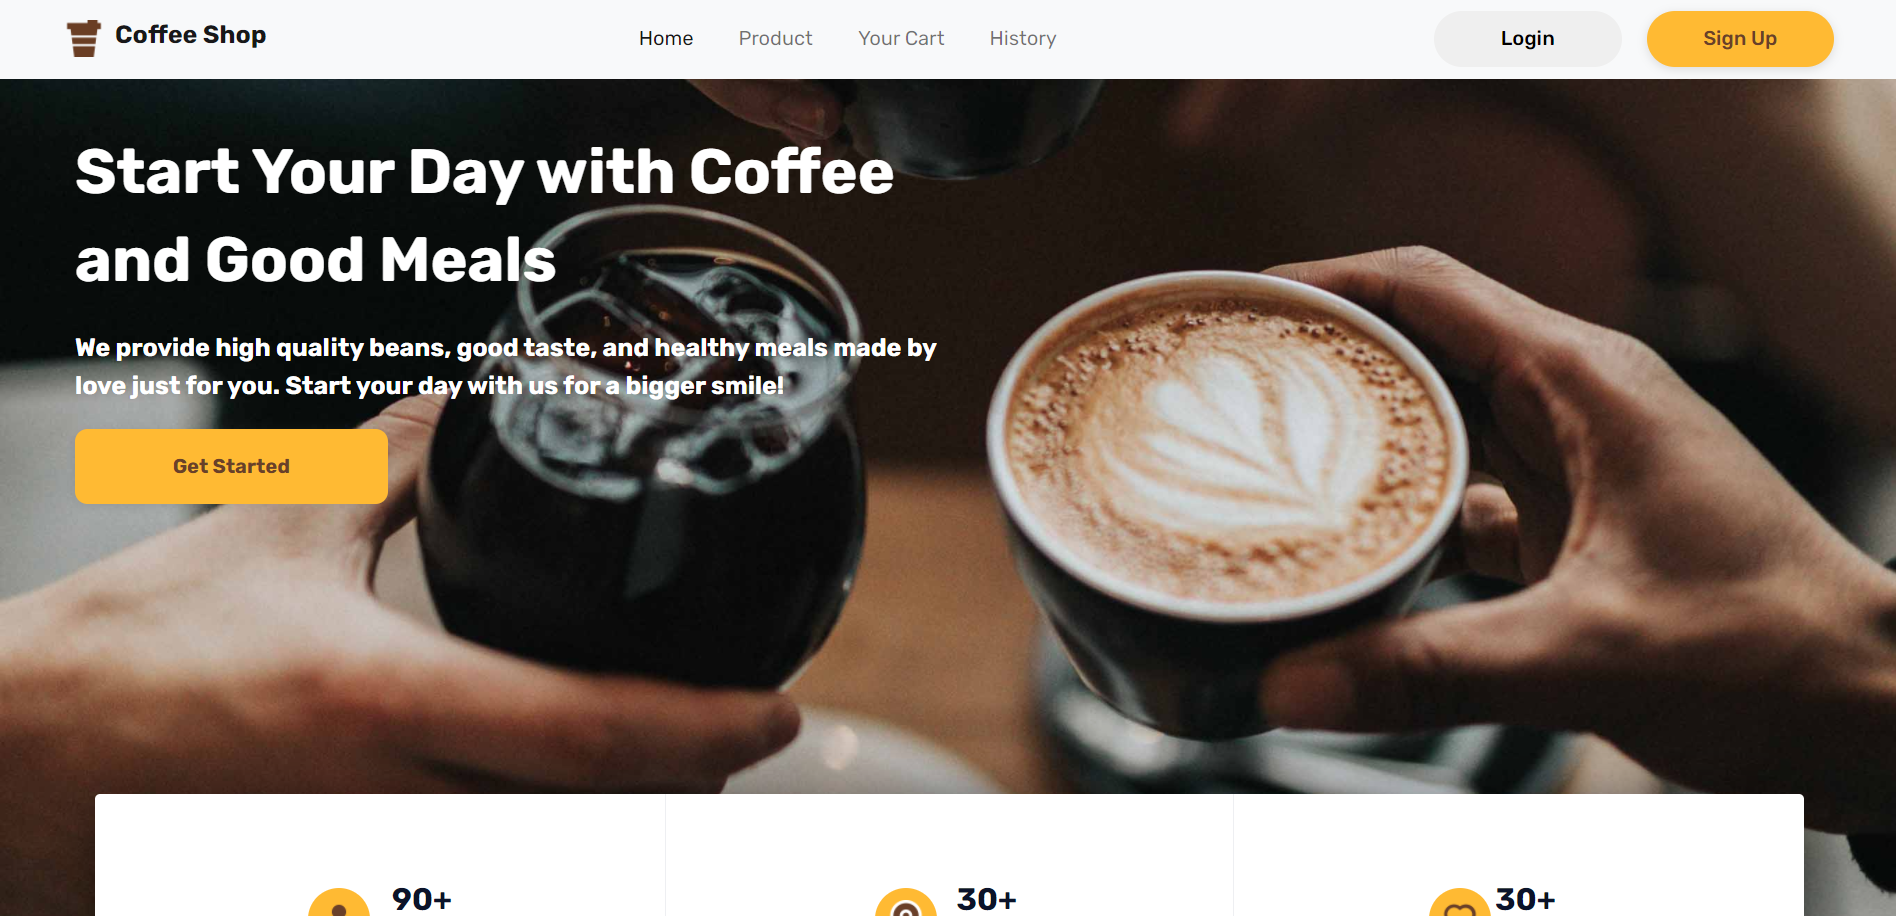 Coffee Shop
Home
Product
Your Cart
History
Login
Sign Up
Start Your Day with Coffee
and Good Meals
We provide high quality beans, good taste, and healthy meals made by
love just for you. Start your day with us for a bigger smile!
Get Started
90+
30+
30+